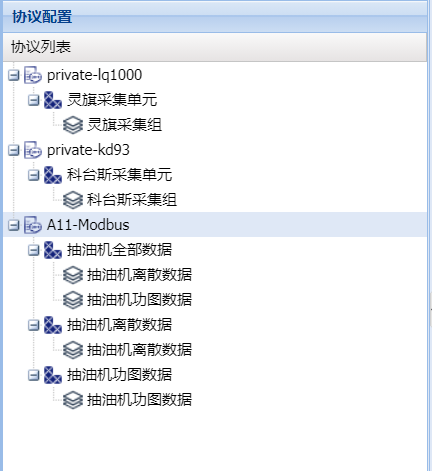 协议配置
协议列表
private-lq1000
灵旗采集单元
灵旗采集组
private-kd93
科台斯采集单元
科台斯采集组
A11-Modbus
抽油机全部数据
抽油机离散数据
抽油机功图数据
抽油机离散数据
抽油机离散数据
抽油机功图数据
抽油机功图数据